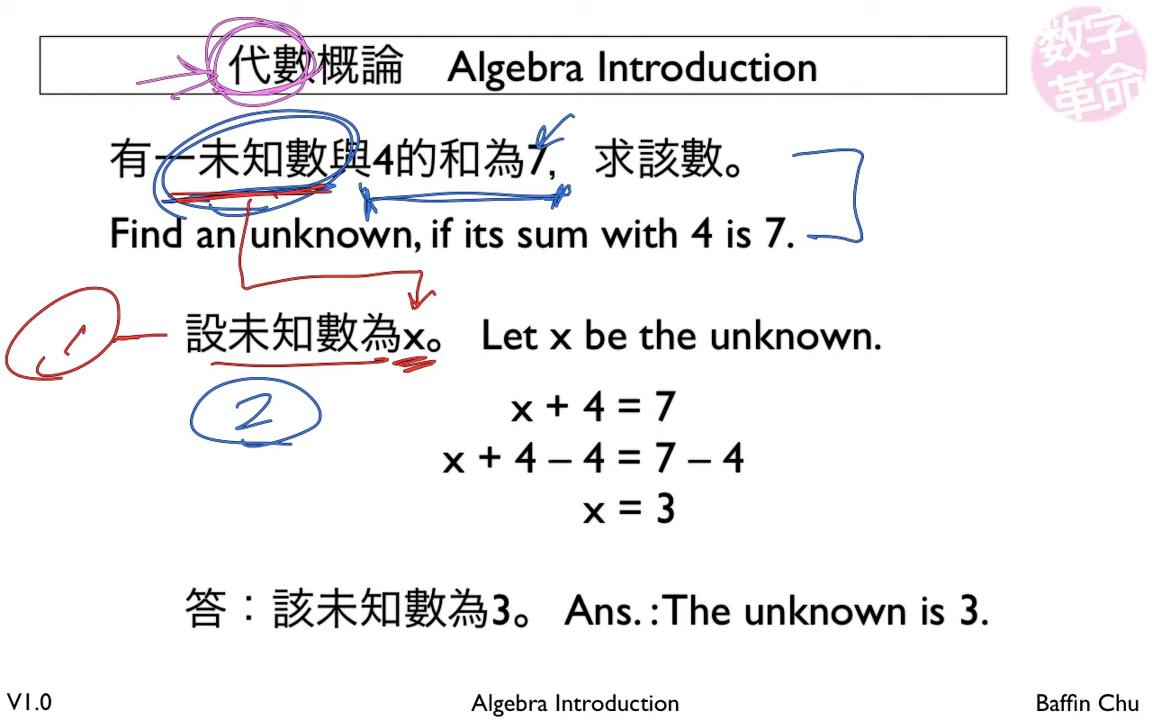 数字
革命
代數概論 Algebra Introduction
有一未知數與4的和為7, 求該數。
Find an unknown, if its sum with 4 is 7.
1
設未知數為x。 Let x be the unknown.
2
x + 4 = 7
x + 4 – 4 = 7 – 4
x = 3
答：該未知數為3。 Ans. : The unknown is 3.
V1.0 Algebra Introduction Baffin Chu